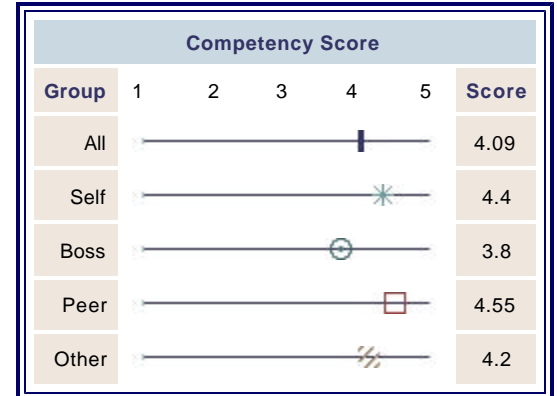 Competency Score
Group 1 2 3 4 5 Score
All 4.09
Self 4.4
Boss 3.8
Peer 4.55
Other 4.2